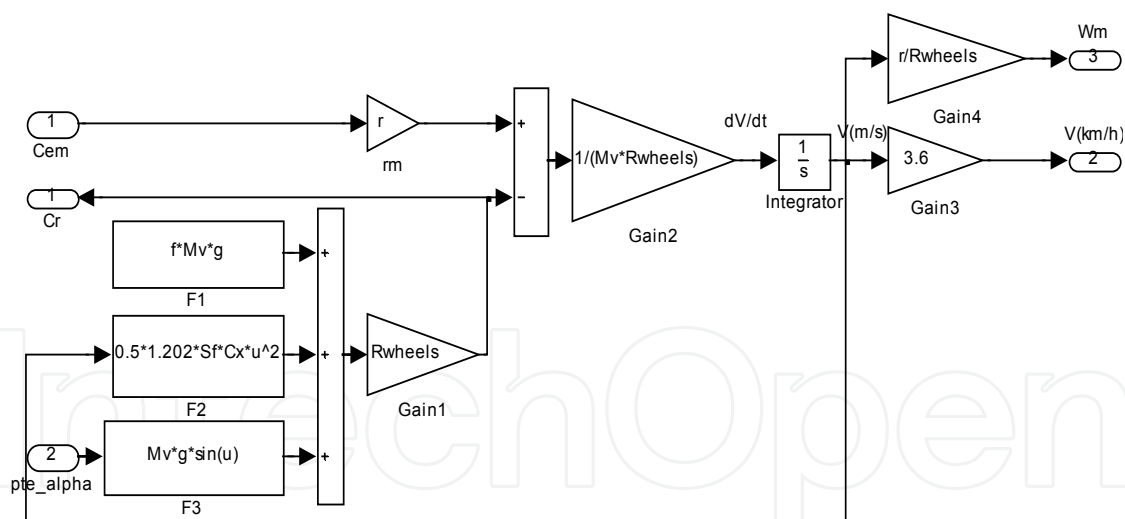 1
Cem
r
rm
+
−
1/(Mv*Rwheels)
Gain2
dV/dt
1
s
Integrator
V(m/s)
r/Rwheels
Gain4
Wm
3
3.6
Gain3
V(km/h)
2
1
Cr
f*Mv*g
F1
+
0.5*1.202*Sf*Cx*u^2
F2
+
Rwheels
Gain1
2
pte_alpha
Mv*g*sin(u)
F3
+
IntechOpen